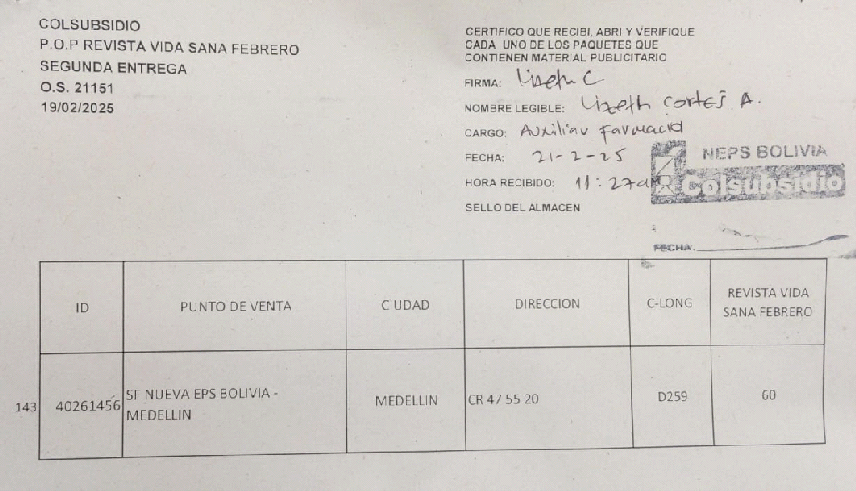 COLSUBSIDIO
P.O.P REVISTA VIDA SANA FEBRERO
SEGUNDA ENTREGA
O.S. 21151
19/02/2025
CERTIFICO QUE RECIBI, ABRI Y VERIFIQUE
CADA UNO DE LOS PAQUETES QUE
CONTIENEN MATERIAL PUBLICITARIO
FIRMA: Lizeth C
NOMBRE LEGIBLE: Lizeth Cortes A.
CARGO: Auxiliar farmacia
FECHA: 21-2-25
HORA RECIBIDO: 11:27am
SELLO DEL ALMACEN
NEPS BOLIVIA
Colsubsidio
FECHA:
ID PUNTO DE VENTA CIUDAD DIRECCION C-LONG REVISTA VIDA
SANA FEBRERO
143 40261456 SF NUEVA EPS BOLIVIA -
MEDELLIN MEDELLIN CR 47 55 20 D259 60